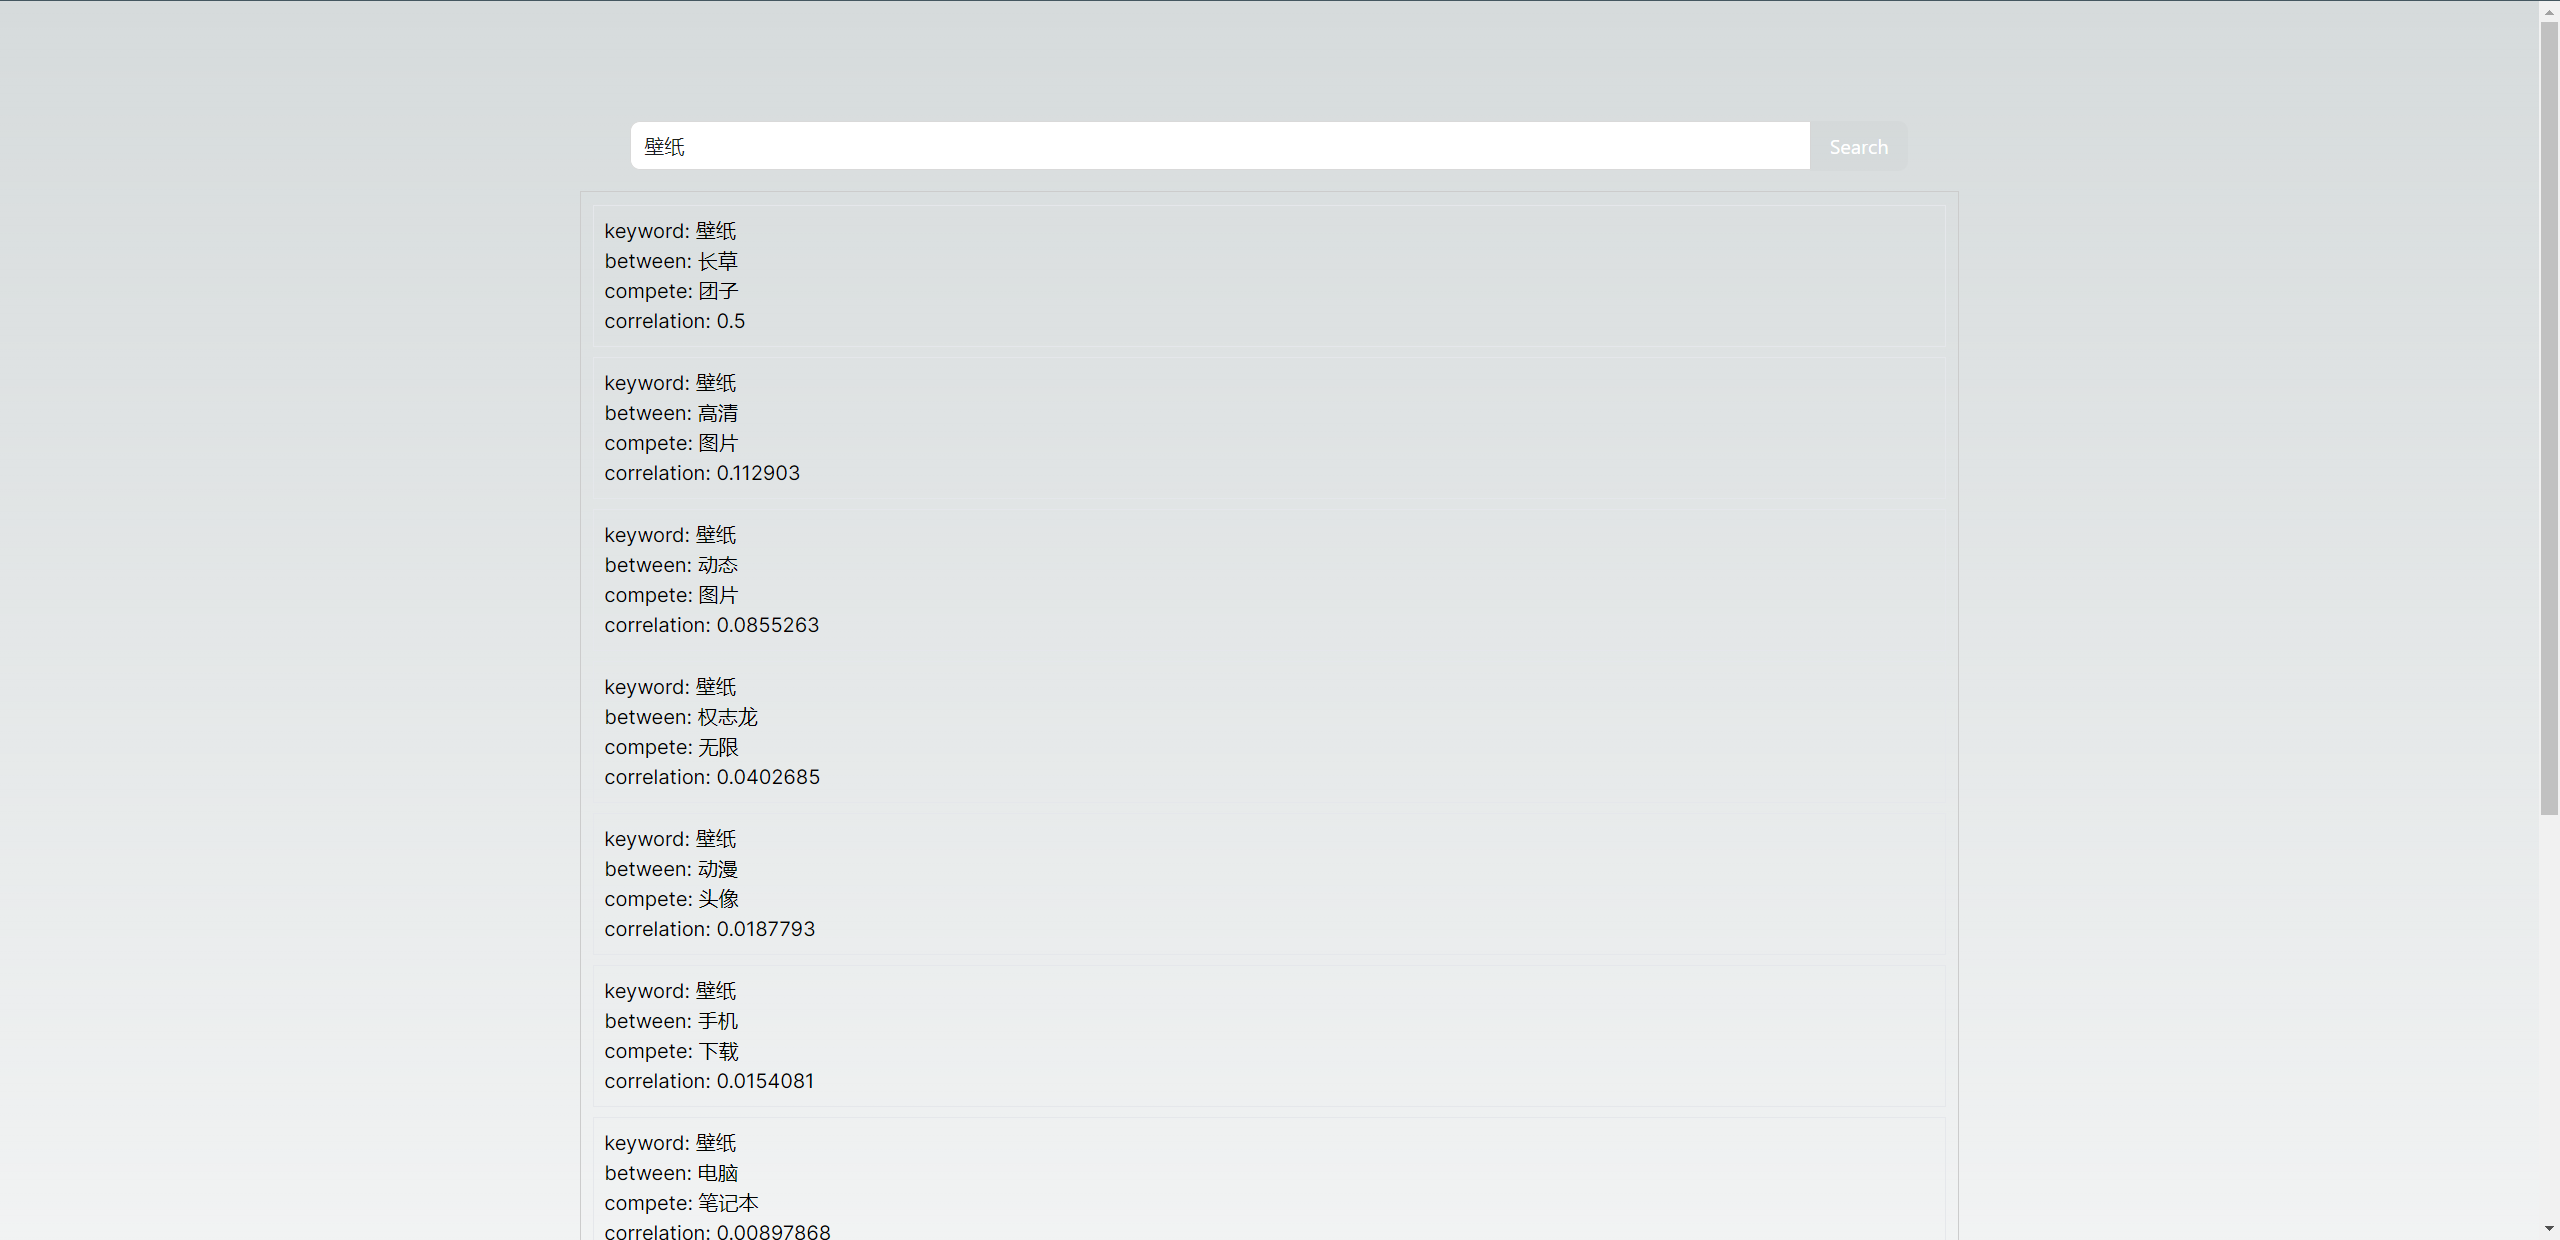 壁纸
Search
keyword: 壁纸
between: 长草
compete: 团子
correlation: 0.5
keyword: 壁纸
between: 高清
compete: 图片
correlation: 0.112903
keyword: 壁纸
between: 动态
compete: 图片
correlation: 0.0855263
keyword: 壁纸
between: 权志龙
compete: 无限
correlation: 0.0402685
keyword: 壁纸
between: 动漫
compete: 头像
correlation: 0.0187793
keyword: 壁纸
between: 手机
compete: 下载
correlation: 0.0154081
keyword: 壁纸
between: 电脑
compete: 笔记本
correlation: 0.00897868